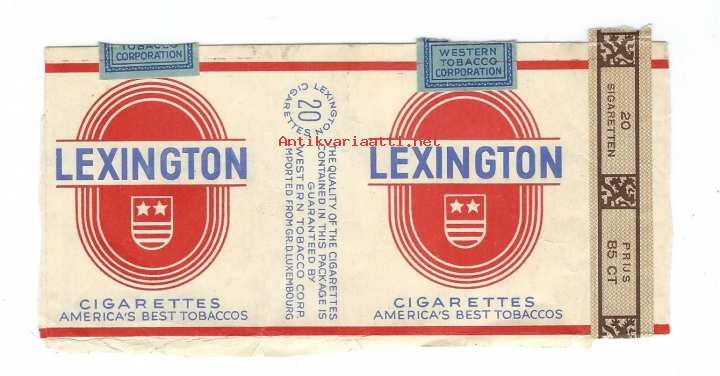 TOBACCO
CORPORATION
LEXINGTON
CIGARETTES
AMERICA'S BEST TOBACCOS
LEXINGTON
20
CIGARETTES
THE QUALITY OF THE CIGARETTES
CONTAINED IN THIS PACKAGE IS
GUARANTEED BY
WESTERN TOBACCO CORP.
IMPORTED FROM GR.D.LUXEMBOURG
Antikvariaatti.net
WESTERN
TOBACCO
CORPORATION
LEXINGTON
CIGARETTES
AMERICA'S BEST TOBACCOS
20
SIGARETTEN
PRIJS
85 CT